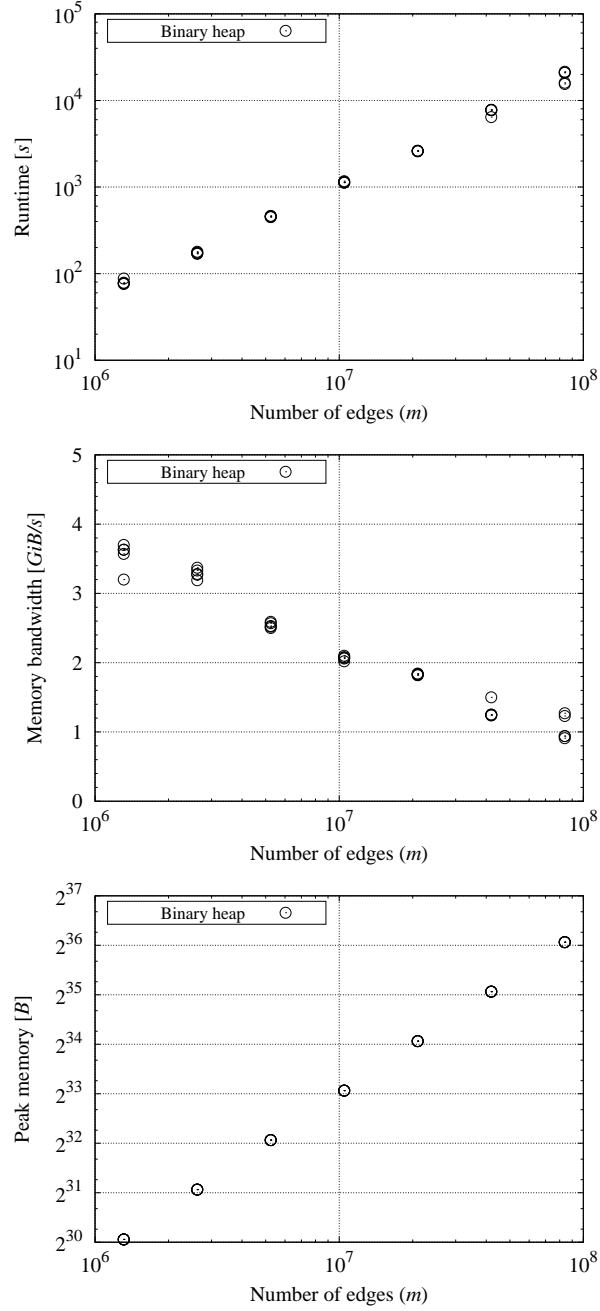 10^5
Binary heap
10^4
Runtime [s]
10^3
10^2
10^1
10^6 10^7 10^8
Number of edges (m)
5
Binary heap
4
Memory bandwidth [GiB/s]
3
2
1
0
10^6 10^7 10^8
Number of edges (m)
2^37
Binary heap
2^36
2^35
Peak memory [B]
2^34
2^33
2^32
2^31
2^30
10^6 10^7 10^8
Number of edges (m)